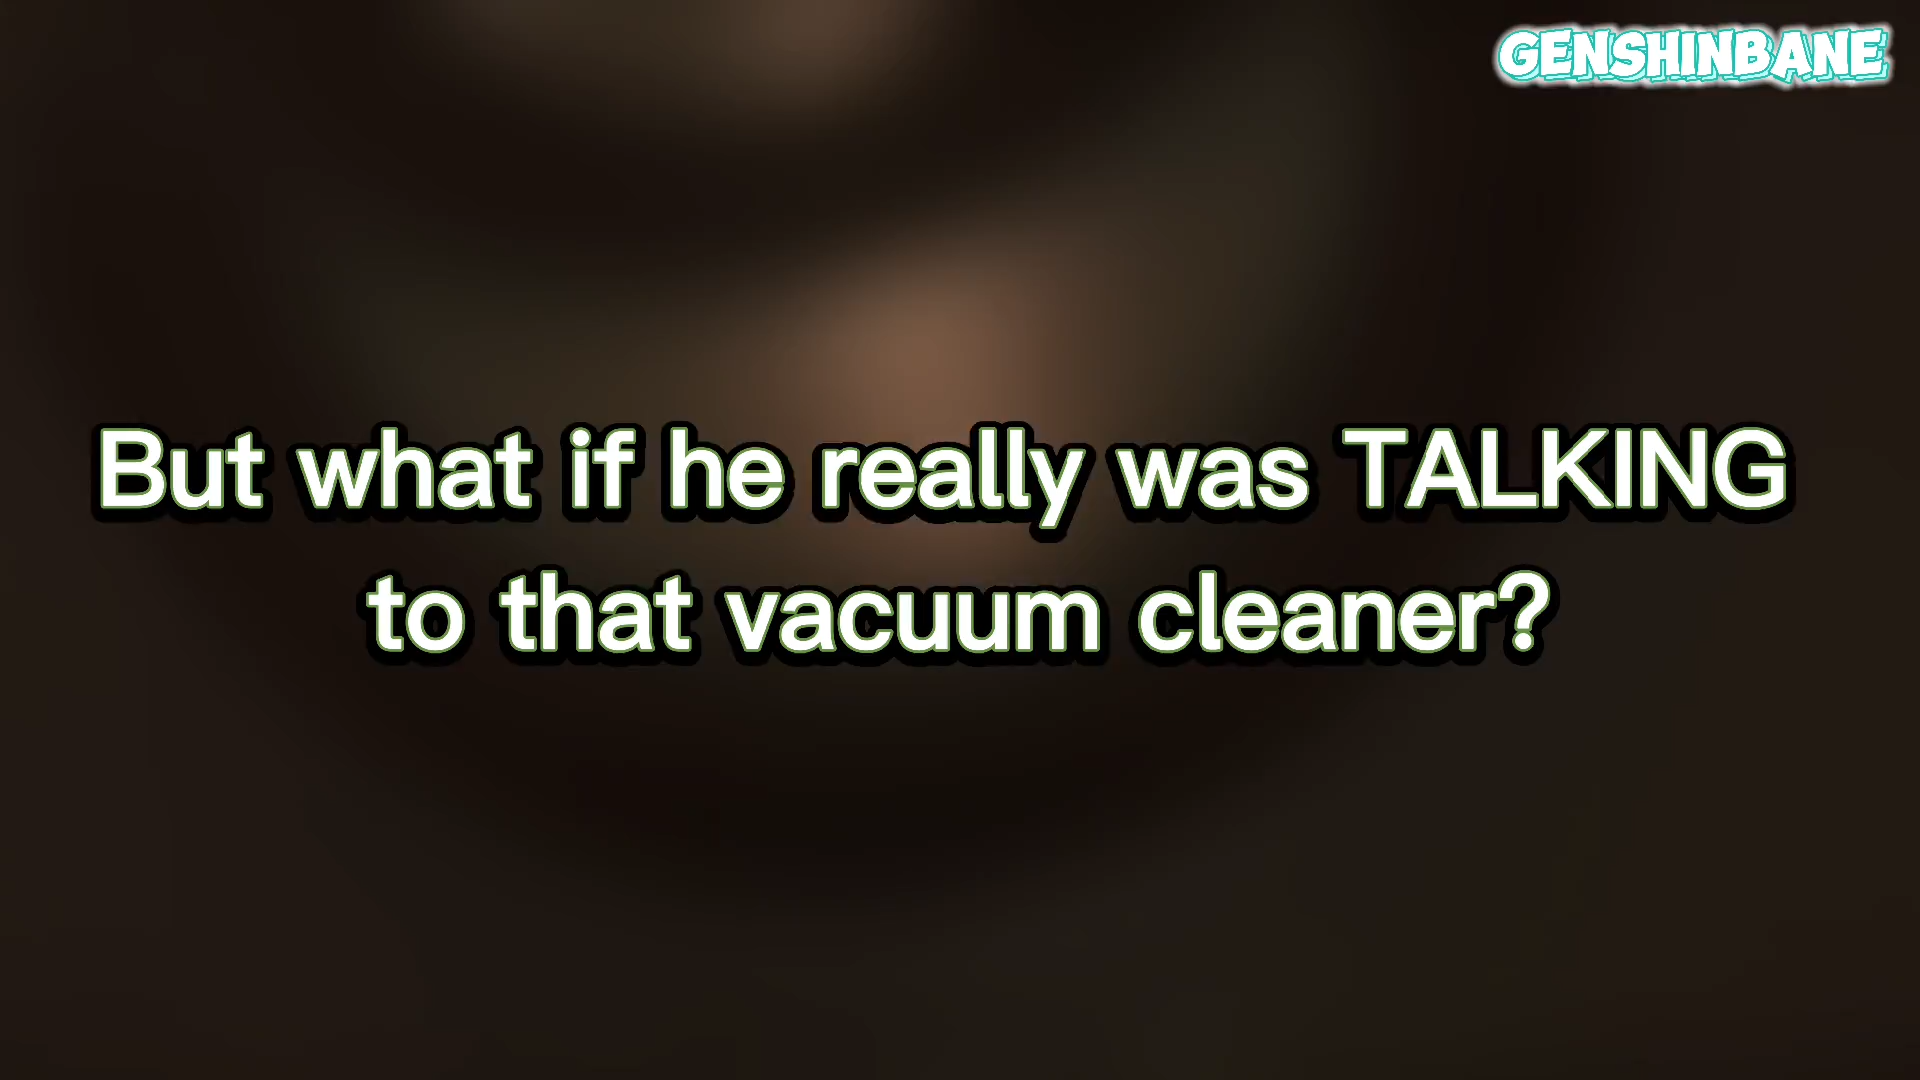 GENSHINBANE
But what if he really was TALKING
to that vacuum cleaner?